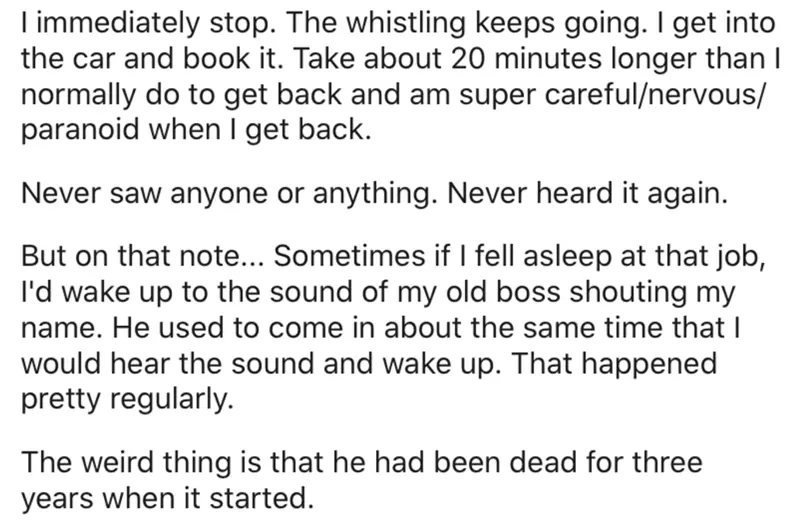 I immediately stop. The whistling keeps going. I get into
the car and book it. Take about 20 minutes longer than I
normally do to get back and am super careful/nervous/
paranoid when I get back.
Never saw anyone or anything. Never heard it again.
But on that note... Sometimes if I fell asleep at that job,
I'd wake up to the sound of my old boss shouting my
name. He used to come in about the same time that I
would hear the sound and wake up. That happened
pretty regularly.
The weird thing is that he had been dead for three
years when it started.